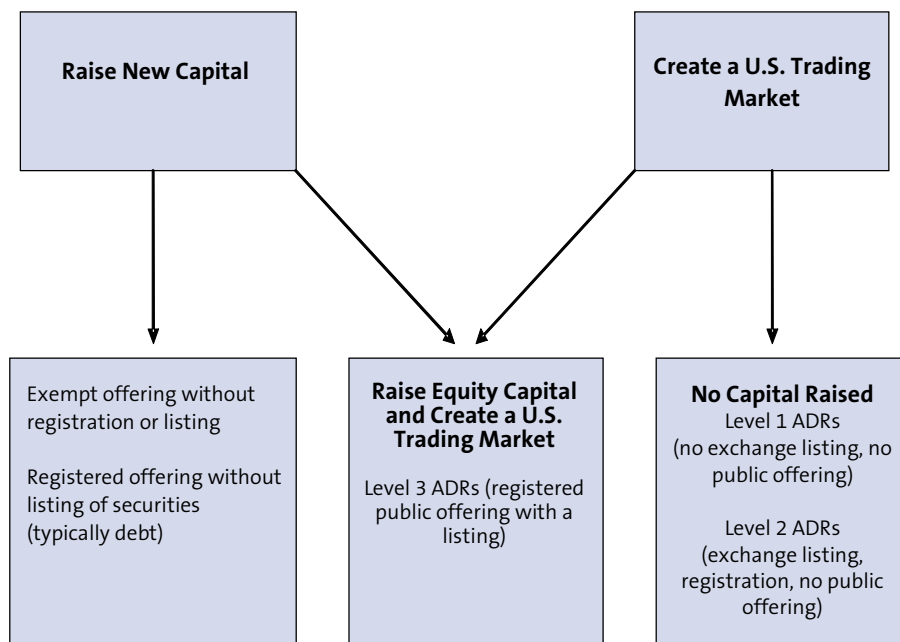 Raise New Capital
Create a U.S. Trading
Market
Exempt offering without
registration or listing
Registered offering without
listing of securities
(typically debt)
Raise Equity Capital
and Create a U.S.
Trading Market
Level 3 ADRs (registered
public offering with a
listing)
No Capital Raised
Level 1 ADRs
(no exchange listing, no
public offering)
Level 2 ADRs
(exchange listing,
registration, no public
offering)